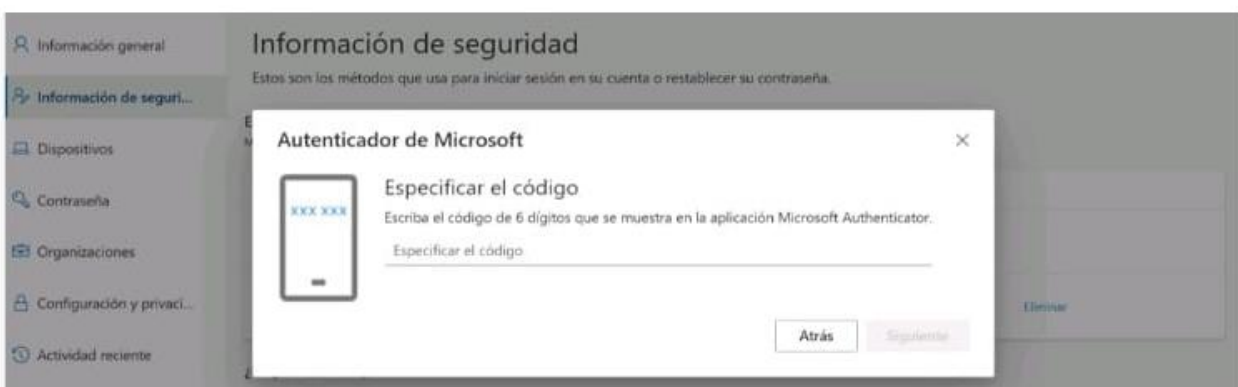 Información general
Información de seguri...
Dispositivos
Contraseña
Organizaciones
Configuración y privaci...
Actividad reciente
Información de seguridad
Estos son los métodos que usa para iniciar sesión en su cuenta o restablecer su contraseña.
Autenticador de Microsoft
XXX XXX
Especificar el código
Escriba el código de 6 dígitos que se muestra en la aplicación Microsoft Authenticator.
Especificar el código
Atrás
Siguiente
Eliminar